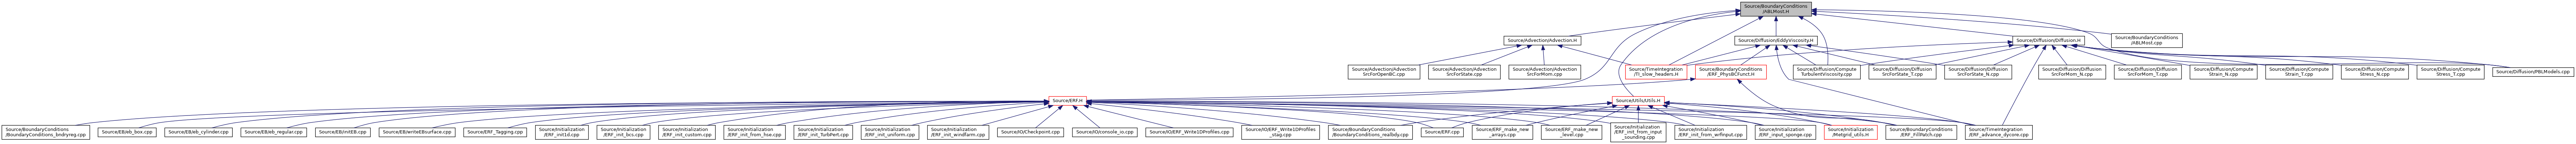 Source/BoundaryConditions
/ABLMost.H
Source/Advection/Advection.H
Source/Diffusion/EddyViscosity.H
Source/Diffusion/Diffusion.H
Source/BoundaryConditions
/ABLMost.cpp
Source/Advection/Advection
SrcForOpenBC.cpp
Source/Advection/Advection
SrcForState.cpp
Source/Advection/Advection
SrcForMom.cpp
Source/TimeIntegration
/TI_slow_headers.H
Source/BoundaryConditions
/ERF_PhysBCFunct.H
Source/Diffusion/Compute
TurbulentViscosity.cpp
Source/Diffusion/Diffusion
SrcForState_T.cpp
Source/Diffusion/Diffusion
SrcForState_N.cpp
Source/Diffusion/Diffusion
SrcForMom_N.cpp
Source/Diffusion/Diffusion
SrcForMom_T.cpp
Source/Diffusion/Compute
Strain_N.cpp
Source/Diffusion/Compute
Strain_T.cpp
Source/Diffusion/Compute
Stress_N.cpp
Source/Diffusion/Compute
Stress_T.cpp
Source/Diffusion/PBLModels.cpp
Source/ERF.H
Source/Utils/Utils.H
Source/BoundaryConditions
/BoundaryConditions_bndryreg.cpp
Source/EB/eb_box.cpp
Source/EB/eb_cylinder.cpp
Source/EB/eb_regular.cpp
Source/EB/initEB.cpp
Source/EB/writeEBsurface.cpp
Source/ERF_Tagging.cpp
Source/Initialization
/ERF_init1d.cpp
Source/Initialization
/ERF_init_bcs.cpp
Source/Initialization
/ERF_init_custom.cpp
Source/Initialization
/ERF_init_from_hse.cpp
Source/Initialization
/ERF_init_TurbPert.cpp
Source/Initialization
/ERF_init_uniform.cpp
Source/Initialization
/ERF_init_windfarm.cpp
Source/IO/Checkpoint.cpp
Source/IO/console_io.cpp
Source/IO/ERF_Write1DProfiles.cpp
Source/IO/ERF_Write1DProfiles
_stag.cpp
Source/BoundaryConditions
/BoundaryConditions_realbdy.cpp
Source/ERF.cpp
Source/ERF_make_new
_arrays.cpp
Source/ERF_make_new
_level.cpp
Source/Initialization
/ERF_init_from_input
_sounding.cpp
Source/Initialization
/ERF_init_from_wrfinput.cpp
Source/Initialization
/ERF_input_sponge.cpp
Source/Initialization
/Metgrid_utils.H
Source/BoundaryConditions
/ERF_FillPatch.cpp
Source/TimeIntegration
/ERF_advance_dycore.cpp